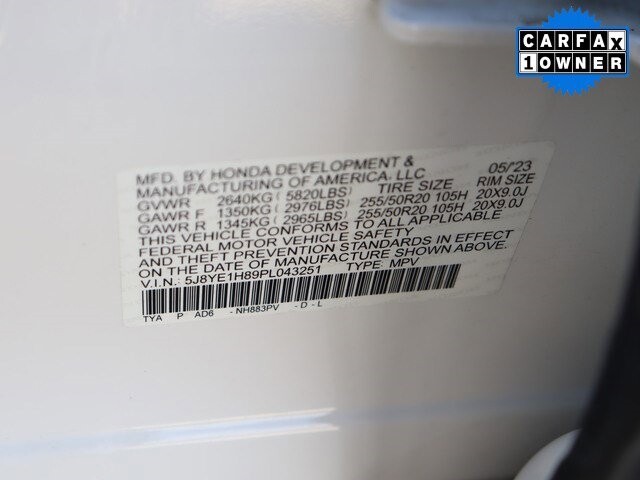 CARFAX
1 OWNER
MFD. BY HONDA DEVELOPMENT &
MANUFACTURING OF AMERICA, LLC 05/'23
GVWR 2640KG ( 5820LBS) TIRE SIZE RIM SIZE
GAWR F 1350KG ( 2976LBS) 255/50R20 105H 20X9.0J
GAWR R 1345KG ( 2965LBS) 255/50R20 105H 20X9.0J
THIS VEHICLE CONFORMS TO ALL APPLICABLE
FEDERAL MOTOR VEHICLE SAFETY
AND THEFT PREVENTION STANDARDS IN EFFECT
ON THE DATE OF MANUFACTURE SHOWN ABOVE.
V.I.N.: 5J8YE1H89PL043251 TYPE: MPV
TYA P AD6 - NH883PV - D - L